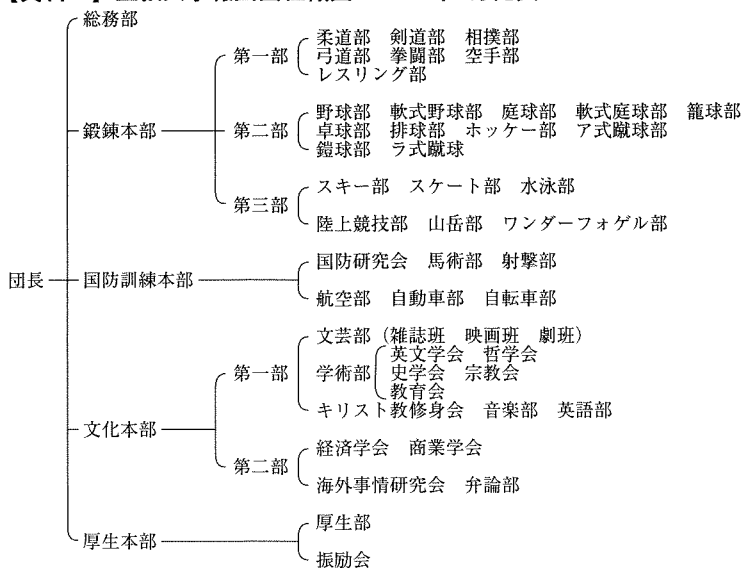 総務部
第一部
柔道部 剣道部 相撲部
弓道部 拳闘部 空手部
レスリング部
鍛錬本部
第二部
野球部 軟式野球部 庭球部 軟式庭球部 籠球部
卓球部 排球部 ホッケー部 ア式蹴球部
鎧球部 ラ式蹴球
第三部
スキー部 スケート部 水泳部
陸上競技部 山岳部 ワンダーフォゲル部
団長
国防訓練本部
国防研究会 馬術部 射撃部
航空部 自動車部 自転車部
文化本部
第一部
文芸部(雑誌班 映画班 劇班)
学術部
英文学会 哲学会
史学会 宗教会
教育会
キリスト教修身会 音楽部 英語部
第二部
経済学会 商業学会
海外事情研究会 弁論部
厚生本部
厚生部
振励会